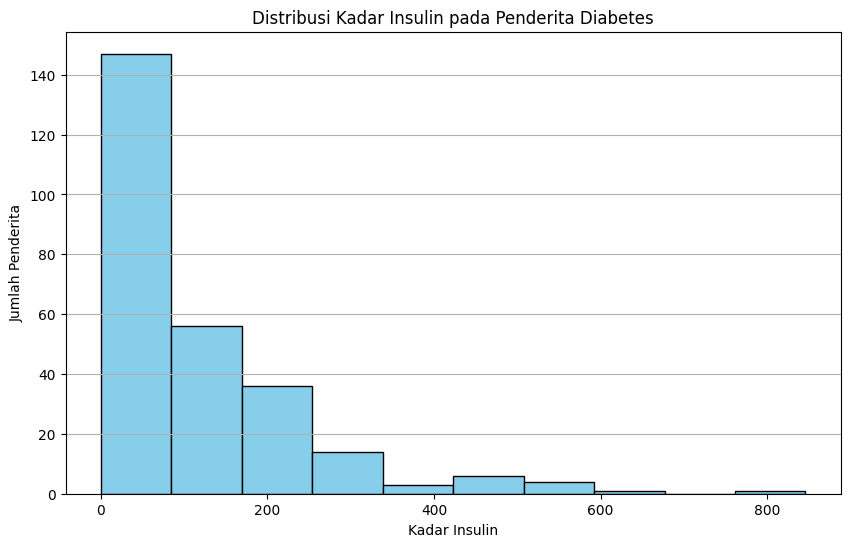 Distribusi Kadar Insulin pada Penderita Diabetes
140
120
100
80
60
40
20
0
Jumlah Penderita
0 200 400 600 800
Kadar Insulin